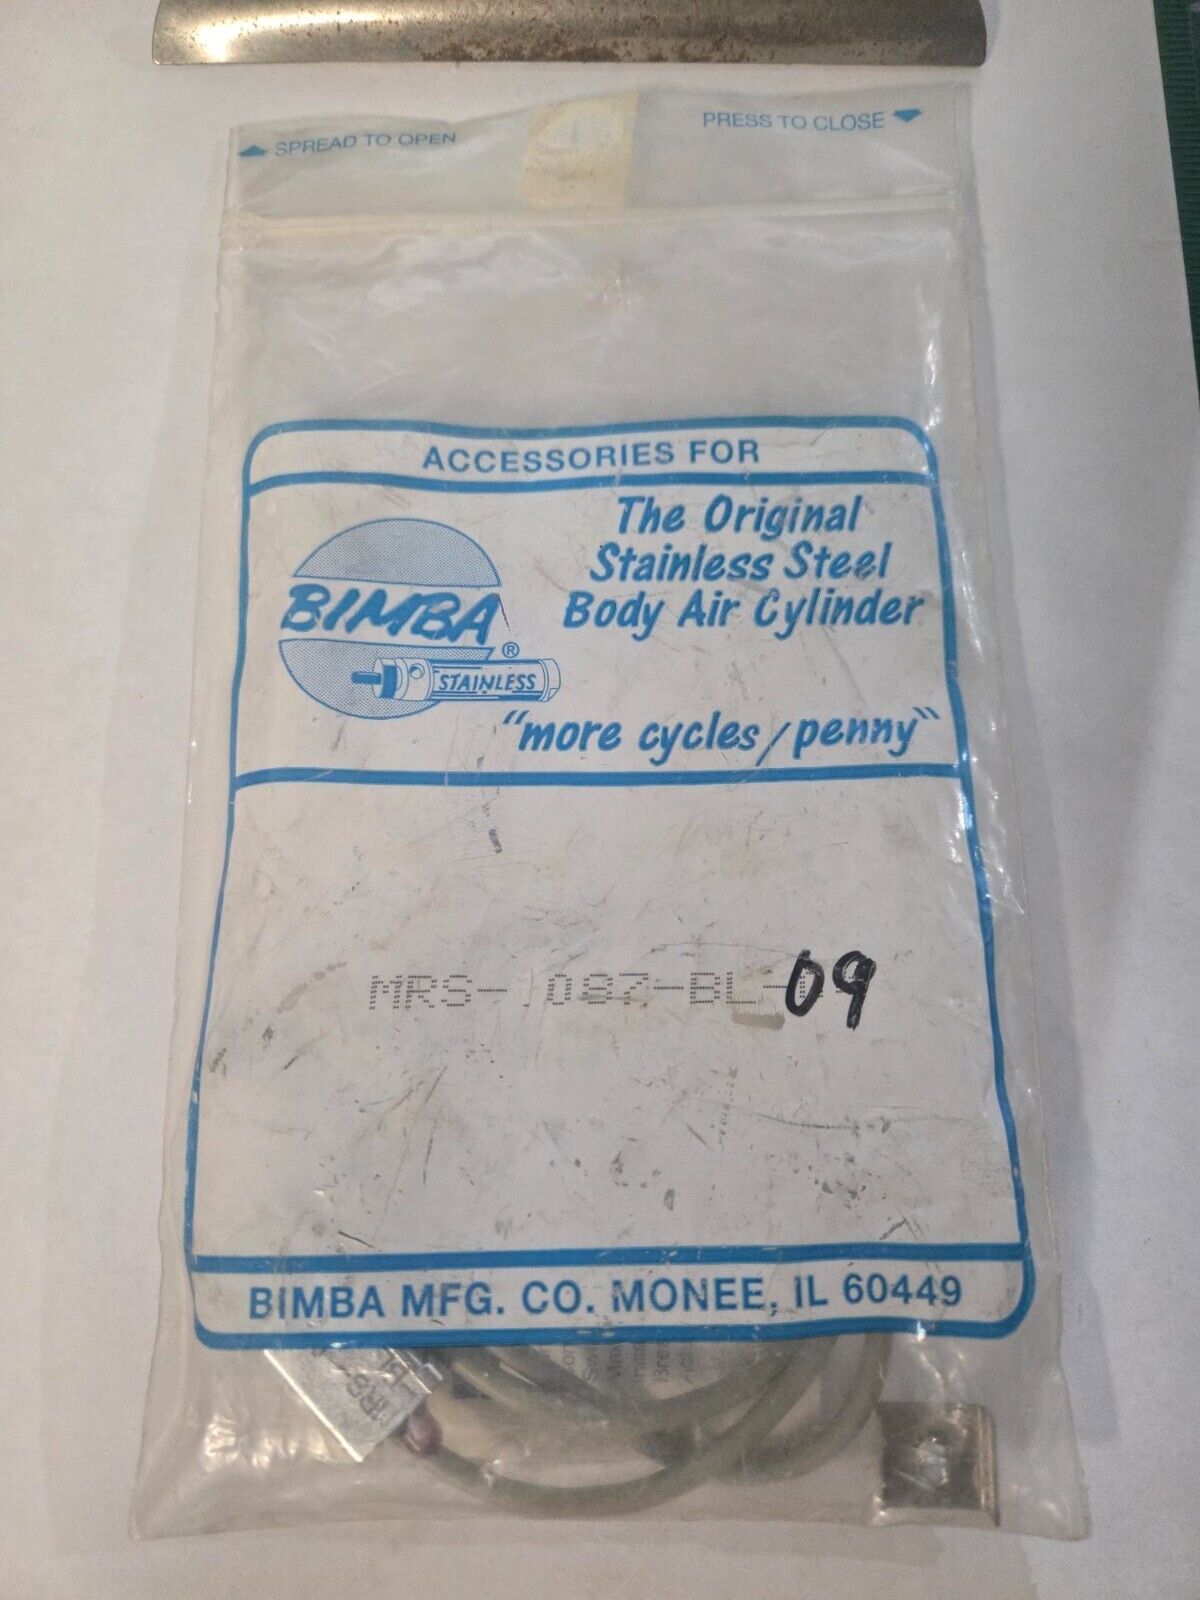 SPREAD TO OPEN
PRESS TO CLOSE
ACCESSORIES FOR
The Original
Stainless Steel
Body Air Cylinder
BIMBA
®
STAINLESS
"more cycles/penny"
MRS-.087-BL-09
BIMBA MFG. CO. MONEE, IL 60449